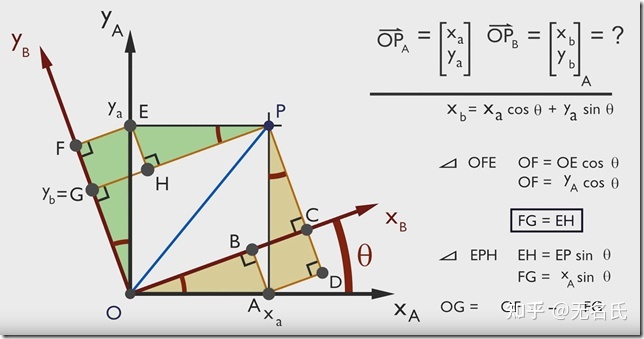 y_B
y_A
OP_A = [x_a y_a] OP_B = [x_b y_b]_A = ?
x_b = x_a cos θ + y_a sin θ
y_a E
P
F
OFE OF = OE cos θ
OF = y_A cos θ
H
y_b=G
FG = EH
C
x_B
B
θ
D
EPH EH = EP sin θ
FG = x_A sin θ
O
A x_a
x_A
OG = OF - FG
知乎 @无名氏